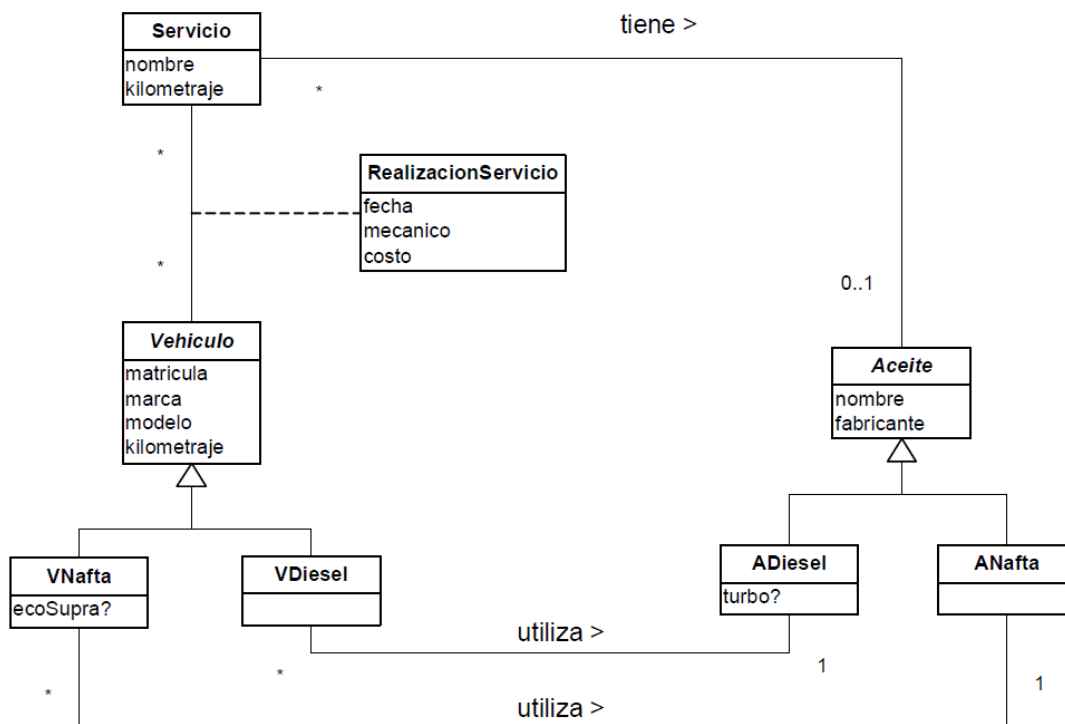 Servicio
nombre
kilometraje
tiene >
*
*
RealizacionServicio
fecha
mecanico
costo
*
0..1
Vehiculo
matricula
marca
modelo
kilometraje
Aceite
nombre
fabricante
VNafta
ecoSupra?
VDiesel
ADiesel
turbo?
ANafta
utiliza >
*
1
*
1
utiliza >